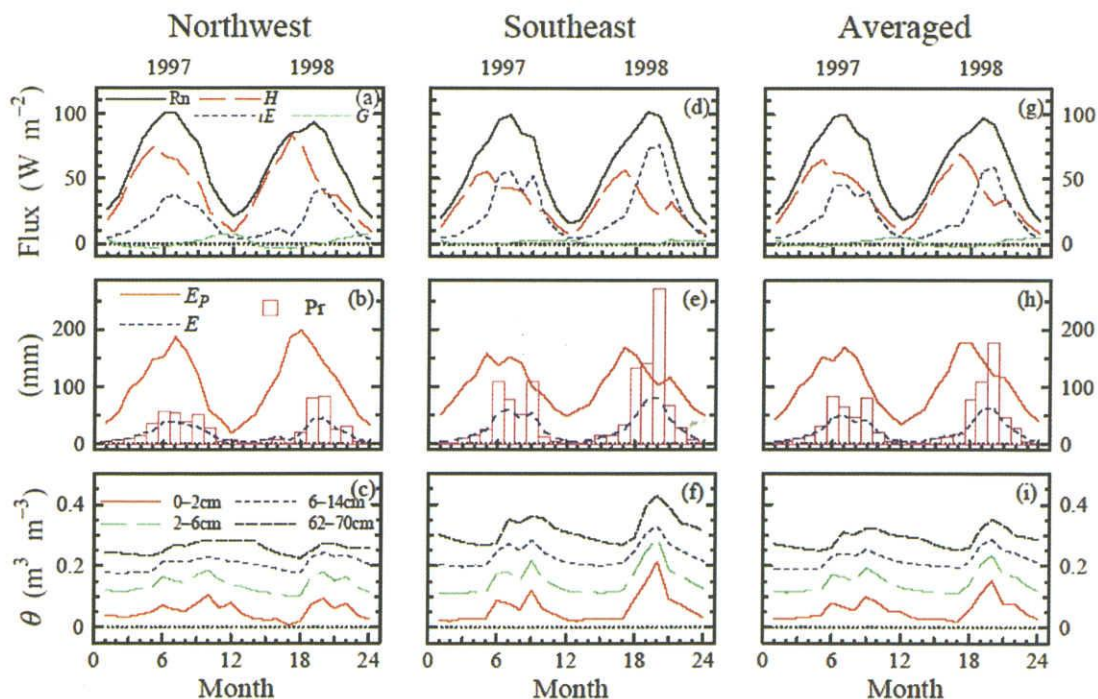 Northwest Southeast Averaged
1997 1998 1997 1998 1997 1998
Flux (W m⁻²)
100 50 0
Rn H
ιE G
(a) (d) (g)
100 50 0
(mm)
200 100 0
E_P
E
Pr
(b) (e) (h)
200 100 0
θ (m³ m⁻³)
0.4 0.2 0
0–2cm 6–14cm
2–6cm 62–70cm
(c) (f) (i)
0.4 0.2 0
0 6 12 18 24 0 6 12 18 24 0 6 12 18 24
Month Month Month